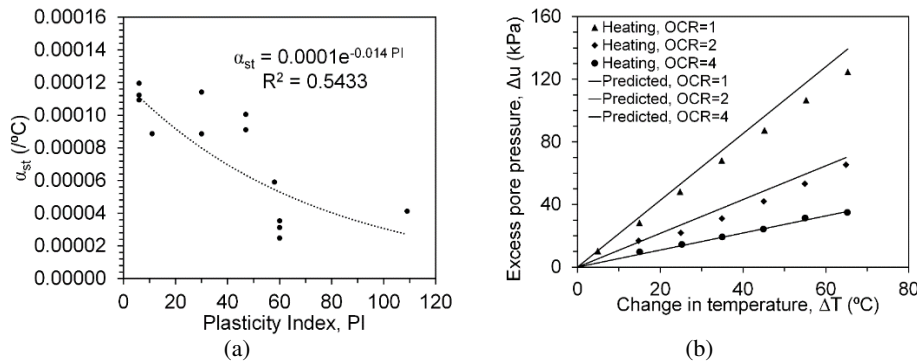 0.00016
0.00014
0.00012
0.00010
0.00008
0.00006
0.00004
0.00002
0.00000
α_st (/ºC)
α_st = 0.0001e^-0.014 PI
R² = 0.5433
0 20 40 60 80 100 120
Plasticity Index, PI
(a)
160
120
80
40
0
Excess pore pressure, Δu (kPa)
Heating, OCR=1
Heating, OCR=2
Heating, OCR=4
Predicted, OCR=1
Predicted, OCR=2
Predicted, OCR=4
0 20 40 60 80
Change in temperature, ΔT (ºC)
(b)